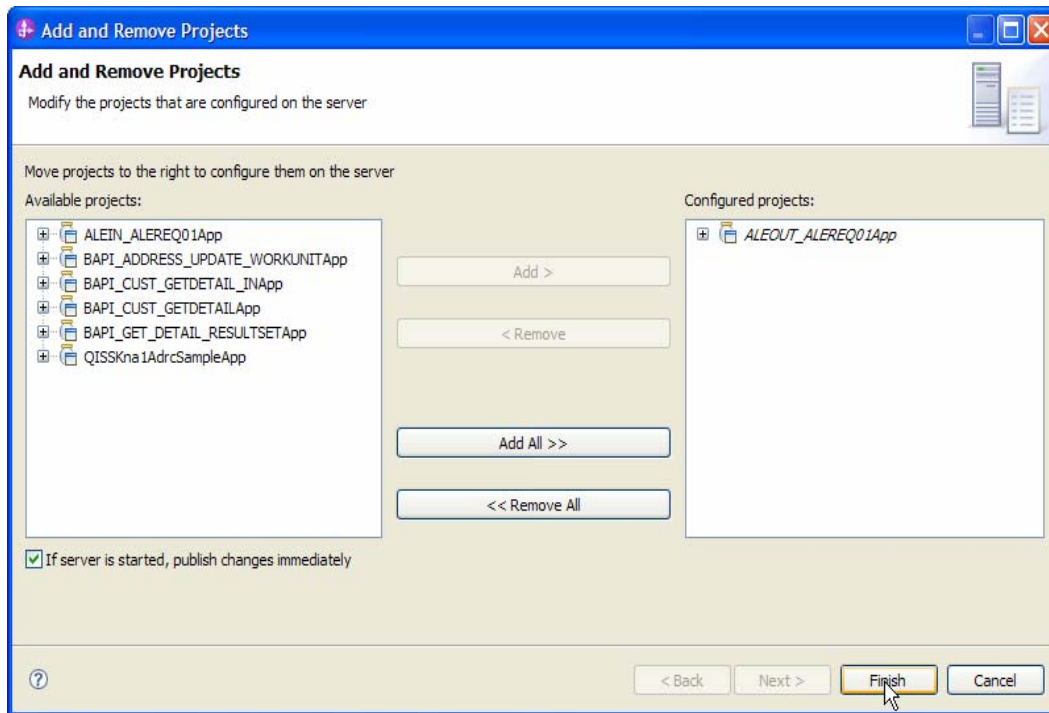 Add and Remove Projects
Add and Remove Projects
Modify the projects that are configured on the server
Move projects to the right to configure them on the server
Available projects:
Configured projects:
ALEIN_ALEREQ01App
BAPI_ADDRESS_UPDATE_WORKUNITApp
BAPI_CUST_GETDETAIL_INApp
BAPI_CUST_GETDETAILApp
BAPI_GET_DETAIL_RESULTSETApp
QISSKna1AdrcSampleApp
Add >
< Remove
Add All >>
<< Remove All
ALEOUT_ALEREQ01App
If server is started, publish changes immediately
< Back
Next >
Finish
Cancel